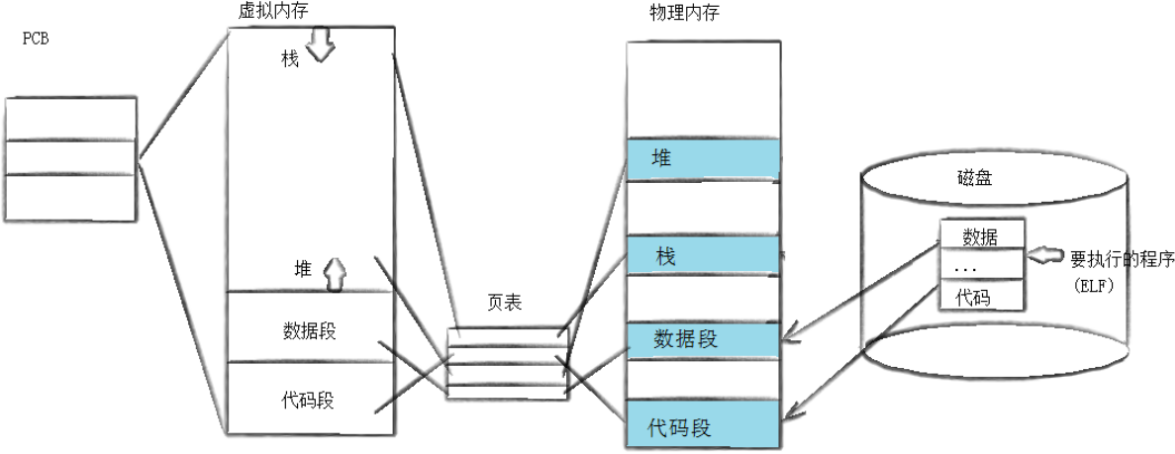 PCB
虚拟内存
栈
堆
数据段
代码段
页表
物理内存
堆
栈
数据段
代码段
磁盘
数据
...
代码
要执行的程序
(ELF)